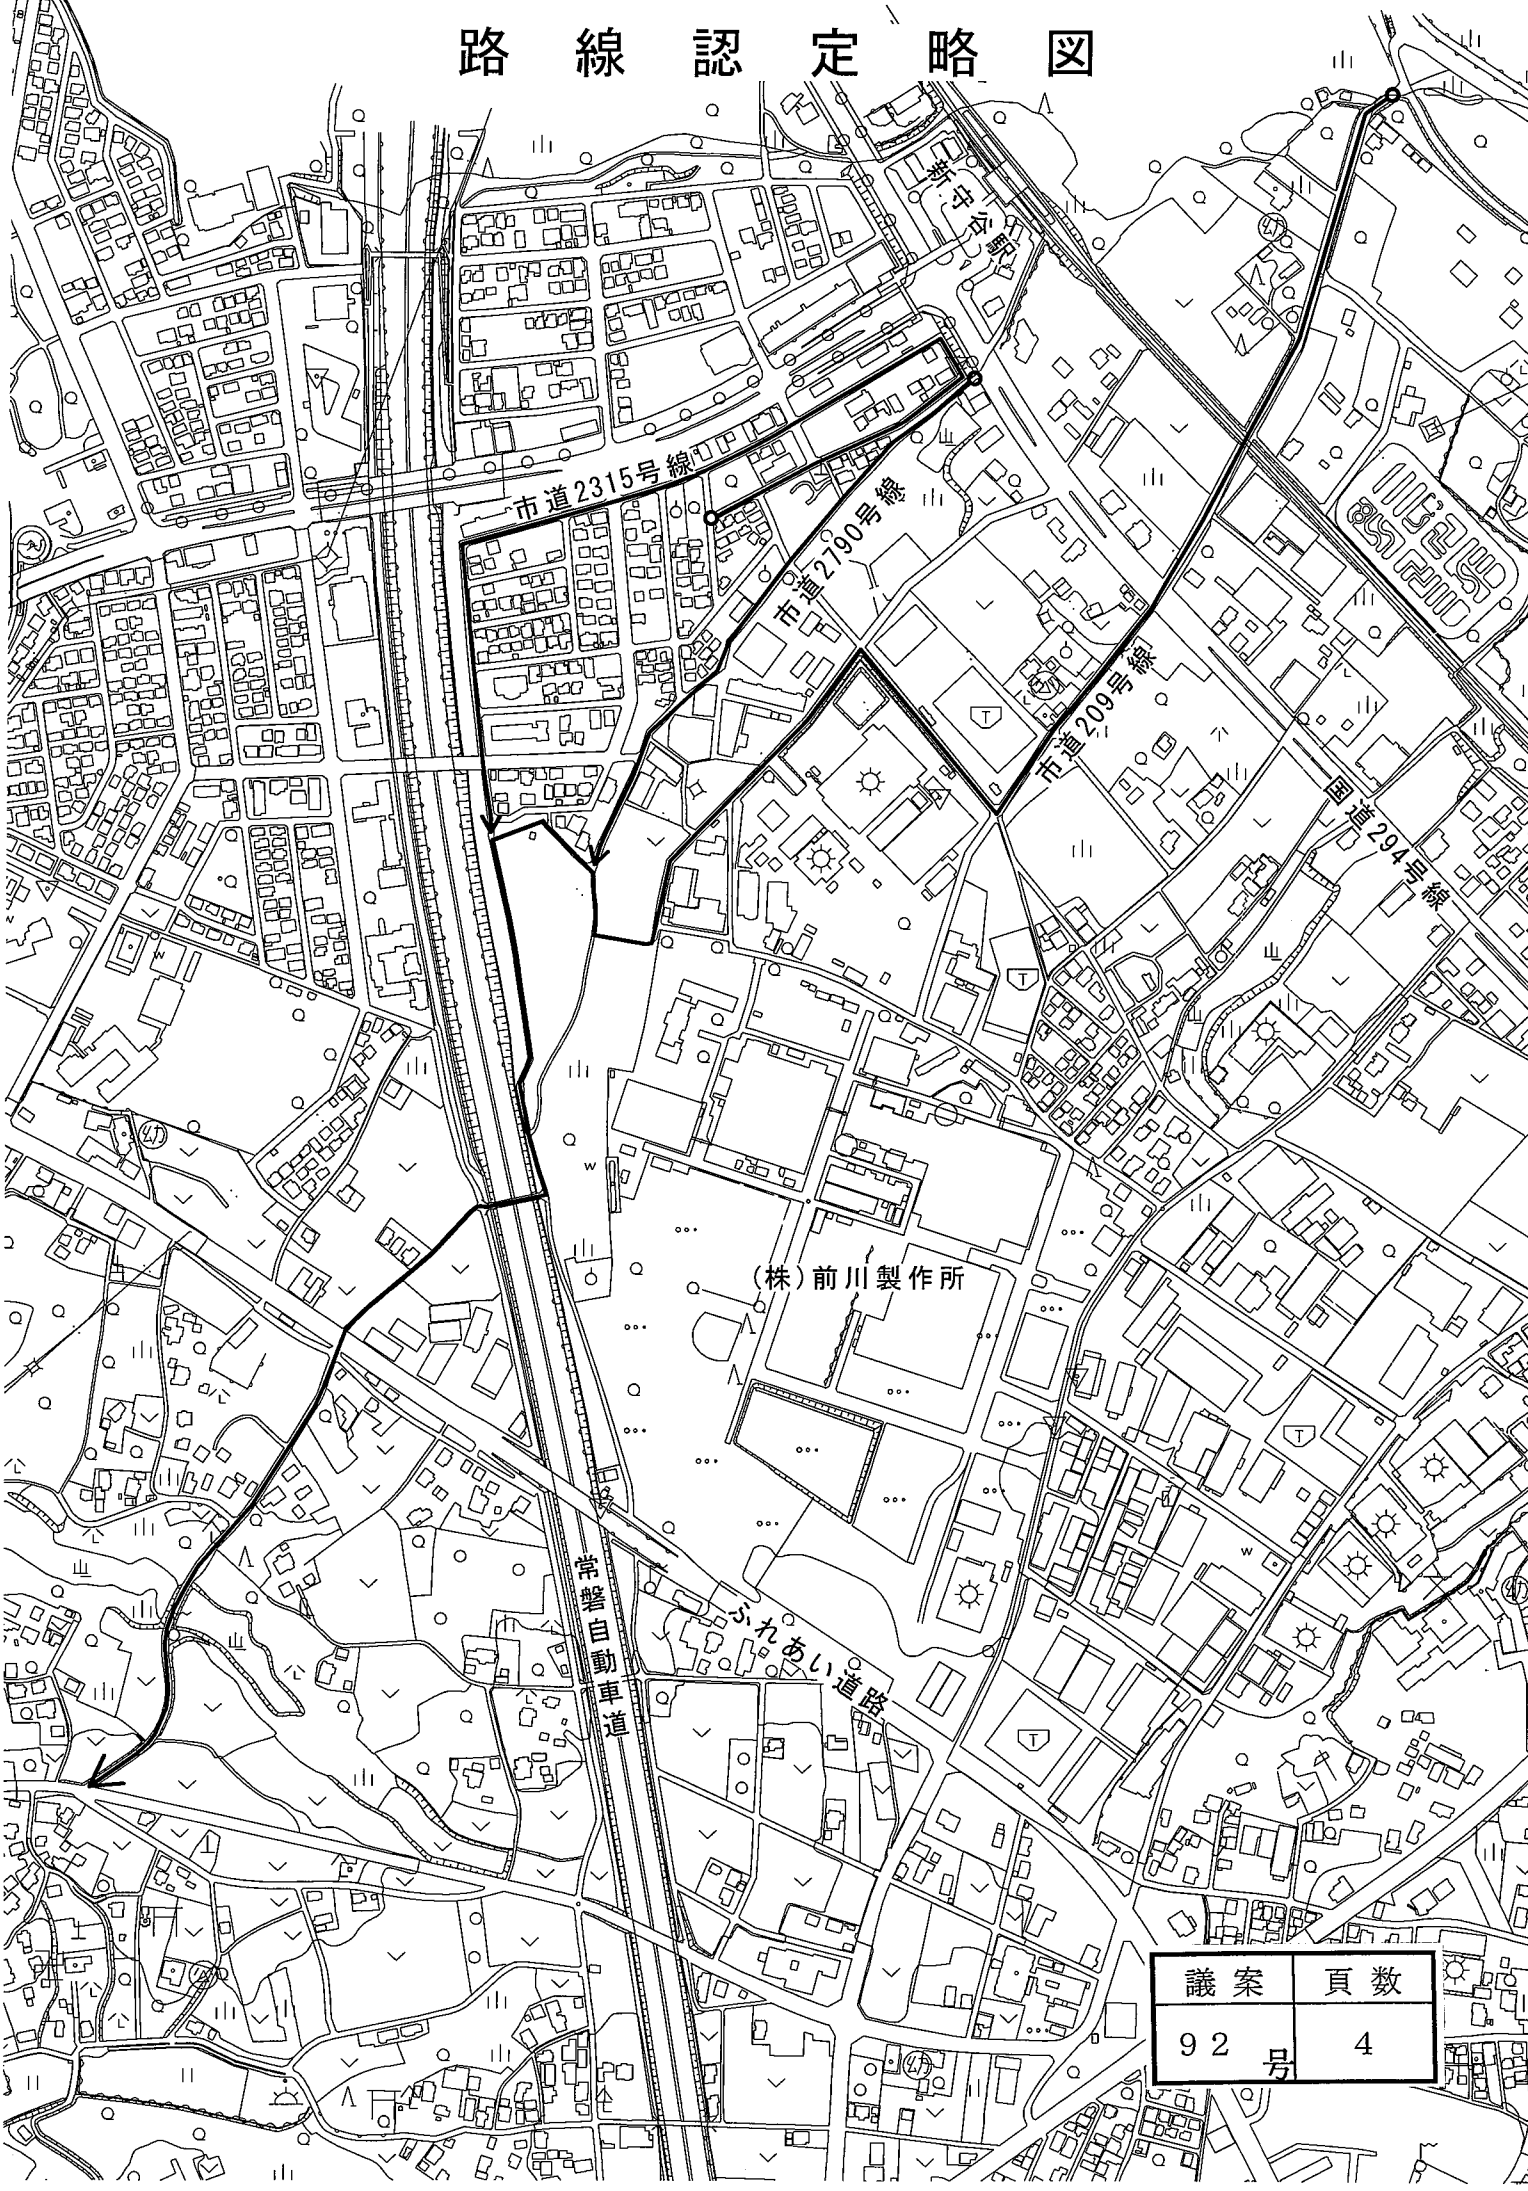 路線認定略図
新守谷駅
市道2315号線
市道2790号線
市道209号線
国道294号線
(株)前川製作所
常磐自動車道
ふれあい道路
議案 頁数
92号 4